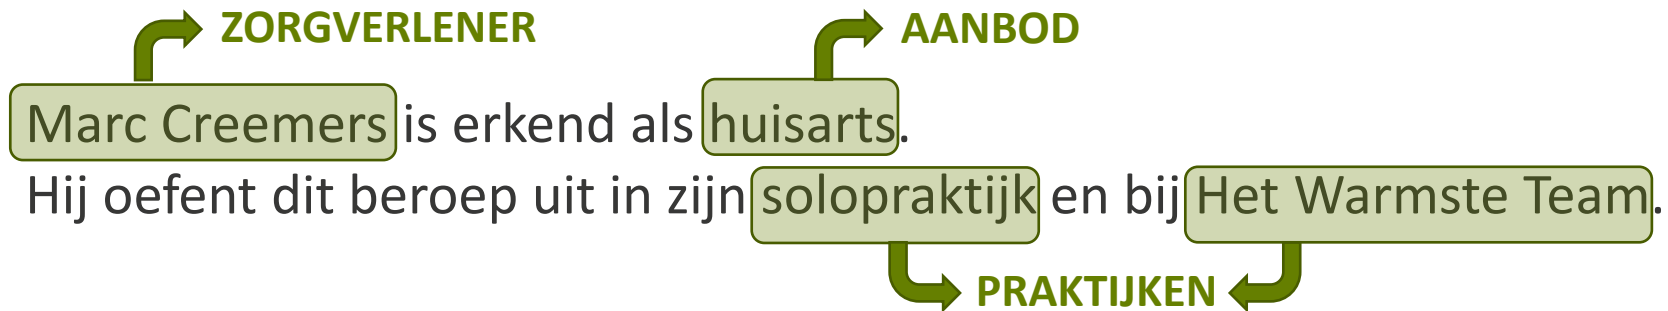 ZORGVERLENER AANBOD
Marc Creemers is erkend als huisarts.
Hij oefent dit beroep uit in zijn solopraktijk en bij Het Warmste Team.
PRAKTIJKEN